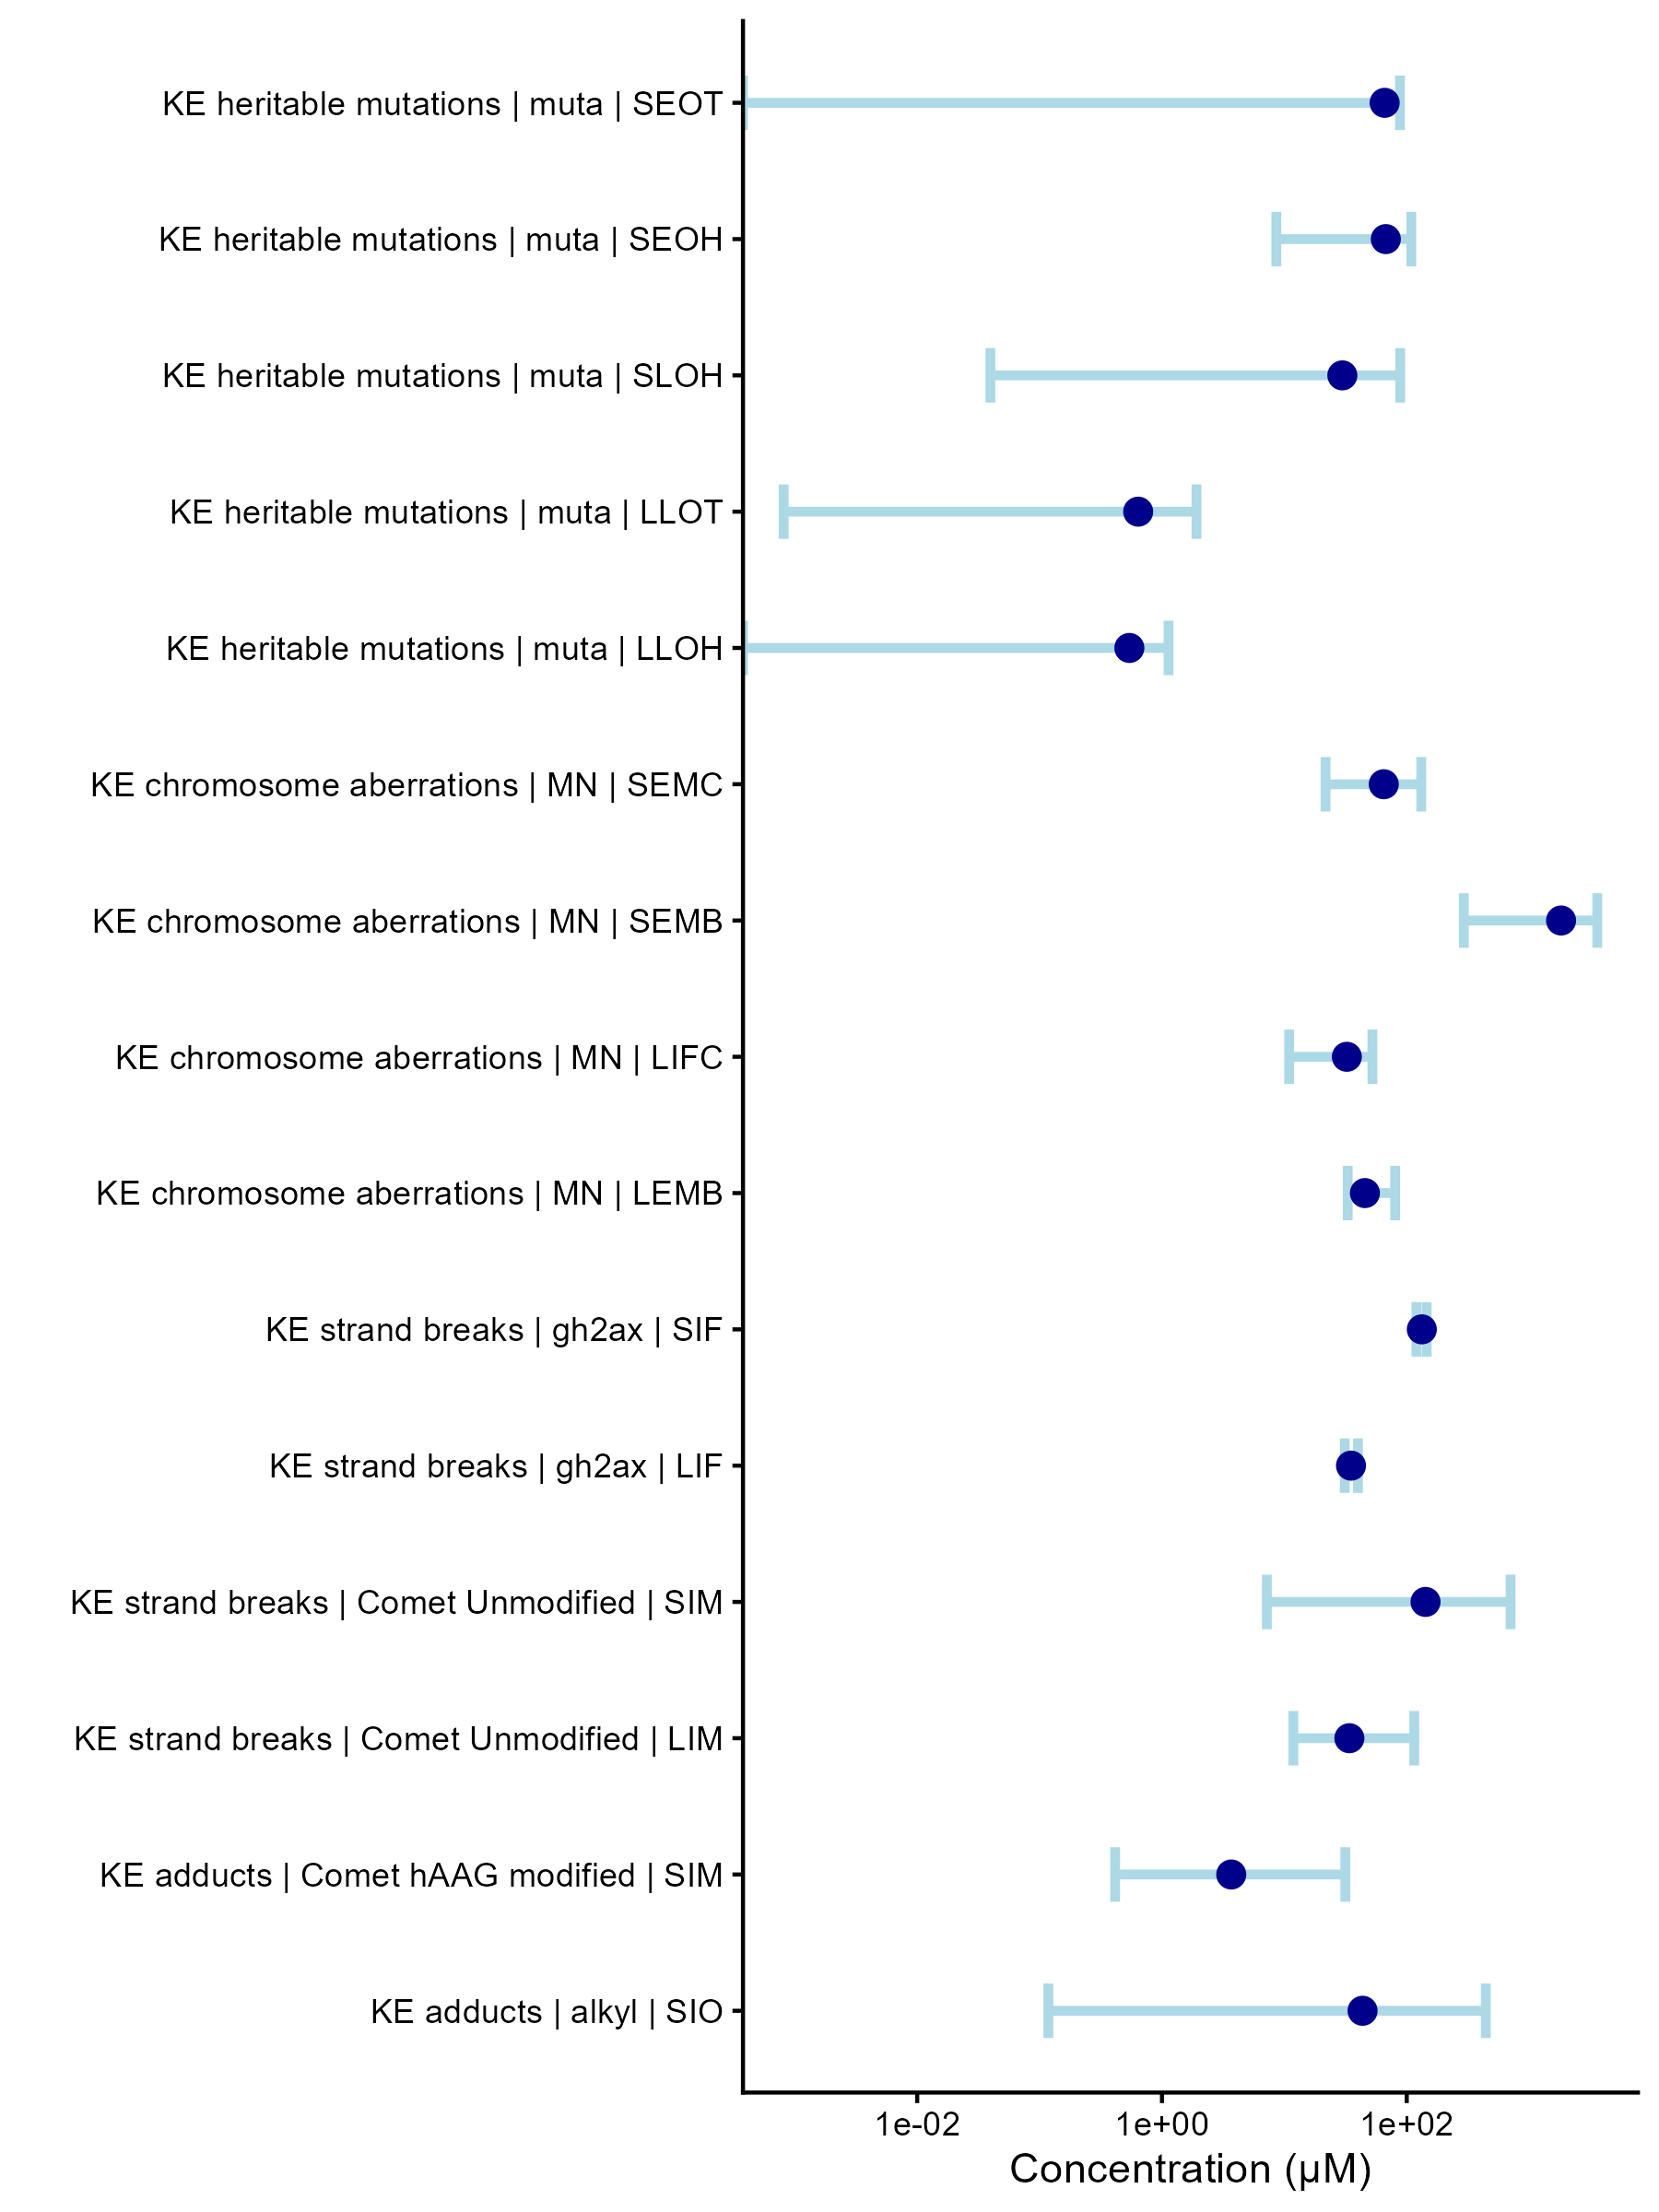 KE heritable mutations | muta | SEOT
KE heritable mutations | muta | SEOH
KE heritable mutations | muta | SLOH
KE heritable mutations | muta | LLOT
KE heritable mutations | muta | LLOH
KE chromosome aberrations | MN | SEMC
KE chromosome aberrations | MN | SEMB
KE chromosome aberrations | MN | LIFC
KE chromosome aberrations | MN | LEMB
KE strand breaks | gh2ax | SIF
KE strand breaks | gh2ax | LIF
KE strand breaks | Comet Unmodified | SIM
KE strand breaks | Comet Unmodified | LIM
KE adducts | Comet hAAG modified | SIM
KE adducts | alkyl | SIO
1e-02 1e+00 1e+02
Concentration (µM)